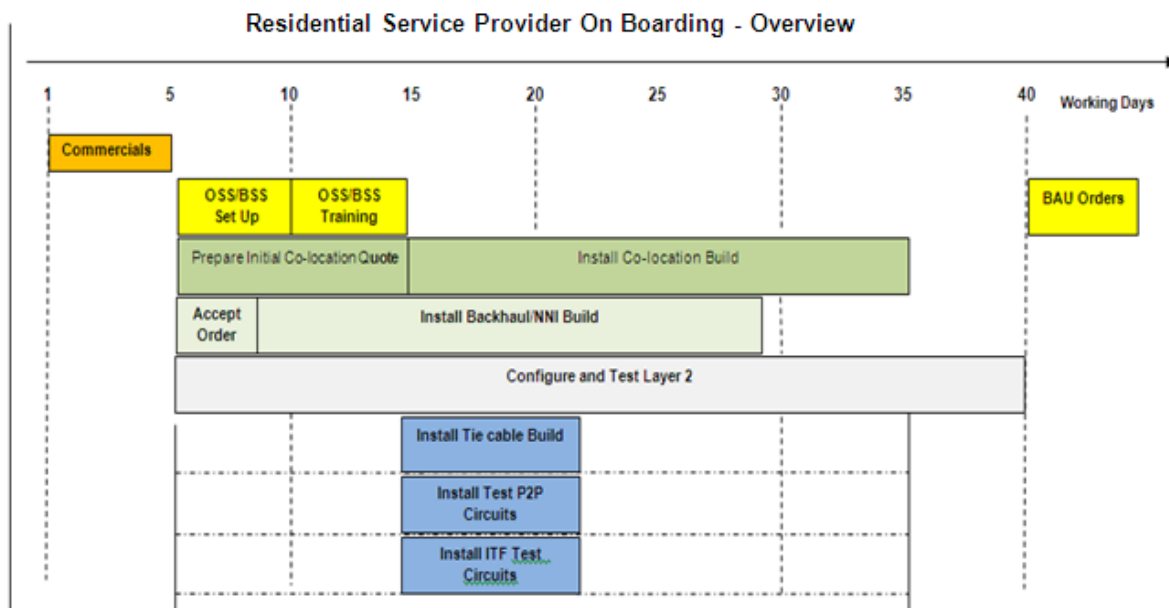 Residential Service Provider On Boarding - Overview
1 5 10 15 20 25 30 35 40 Working Days
Commercials
OSS/BSS
Set Up
OSS/BSS
Training
BAU Orders
Prepare Initial Co-location Quote
Install Co-location Build
Accept
Order
Install Backhaul/NNI Build
Configure and Test Layer 2
Install Tie cable Build
Install Test P2P
Circuits
Install ITF Test
Circuits